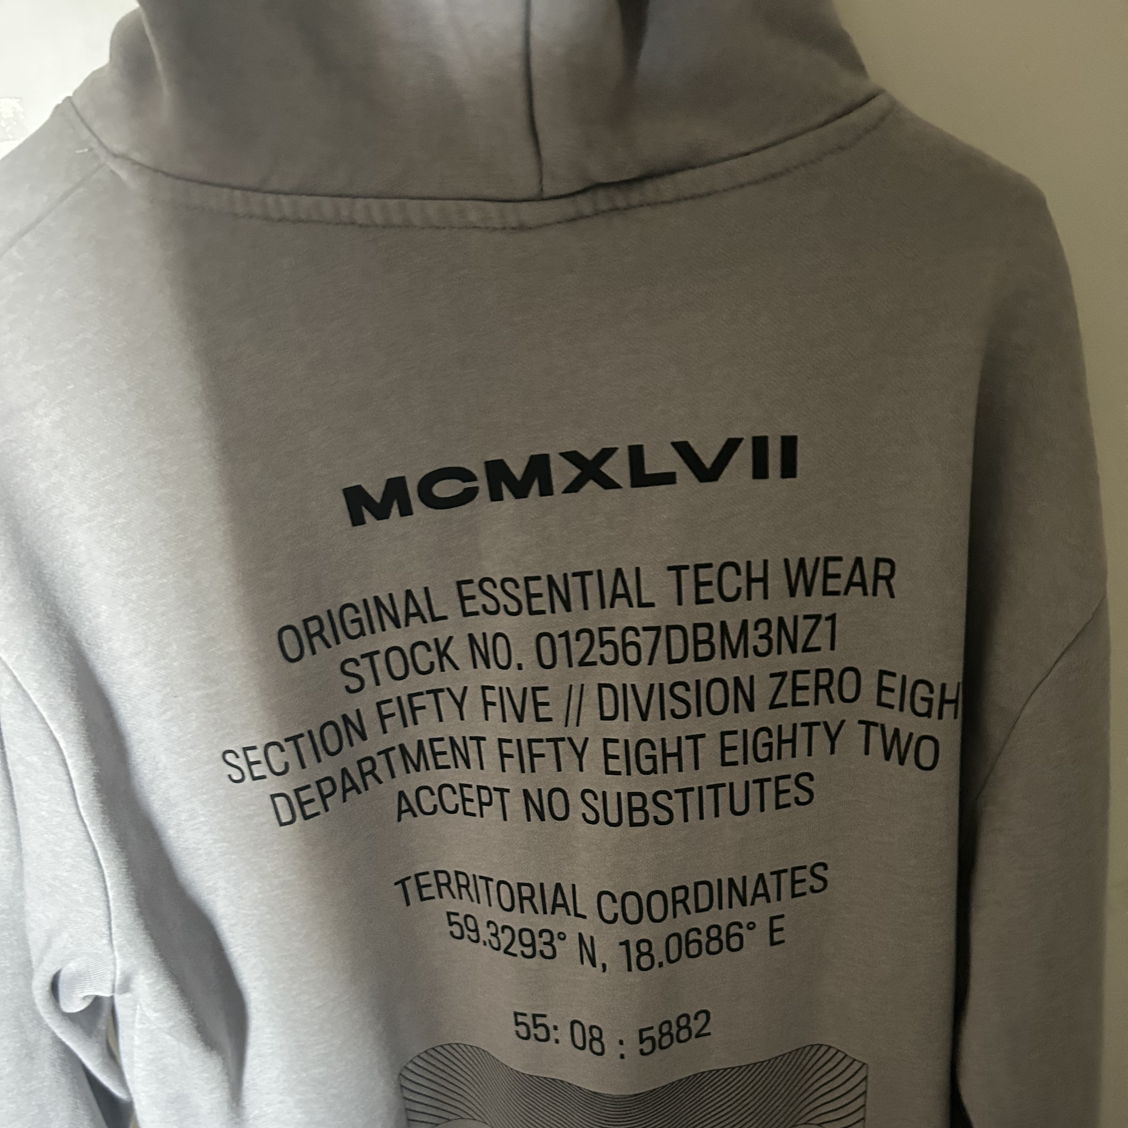 MCMXLVII
ORIGINAL ESSENTIAL TECH WEAR
STOCK NO. 012567DBM3NZ1
SECTION FIFTY FIVE // DIVISION ZERO EIGH
DEPARTMENT FIFTY EIGHT EIGHTY TWO
ACCEPT NO SUBSTITUTES
TERRITORIAL COORDINATES
59.3293° N, 18.0686° E
55: 08 : 5882